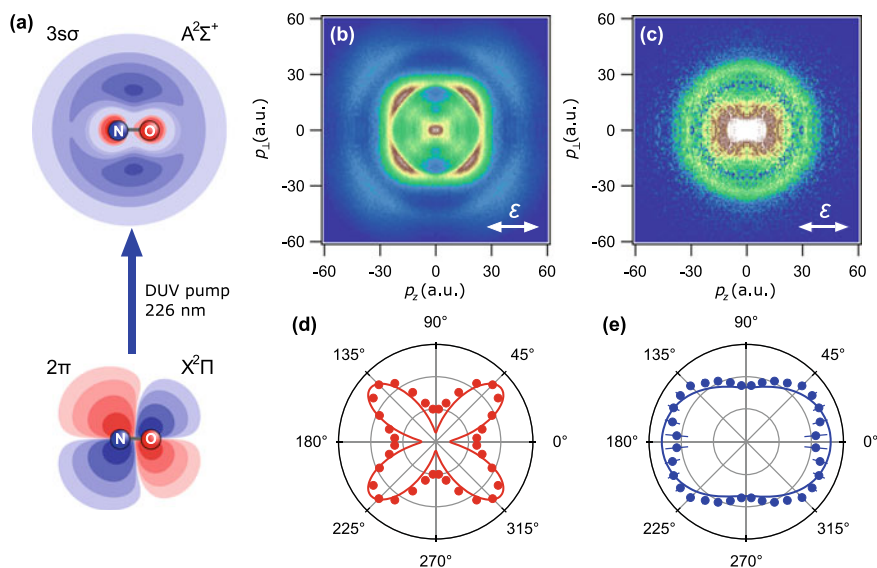 (a)
3sσ
A²Σ⁺
N
O
DUV pump
226 nm
2π
X²Π
N
O
(b)
60
30
0
-30
-60
p⊥(a.u.)
ε
-60
-30
0
30
60
p_z(a.u.)
(c)
60
30
0
-30
-60
p⊥(a.u.)
ε
-60
-30
0
30
60
p_z(a.u.)
(d)
90°
135°
45°
180°
0°
225°
315°
270°
(e)
90°
135°
45°
180°
0°
225°
315°
270°